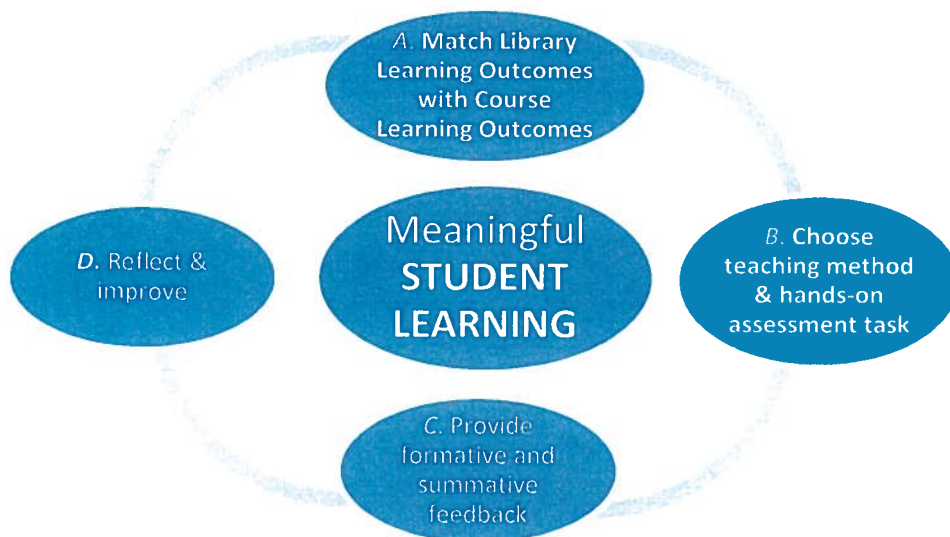 A. Match Library
Learning Outcomes
with Course
Learning Outcomes
Meaningful
STUDENT
LEARNING
B. Choose
teaching method
& hands-on
assessment task
D. Reflect &
improve
C. Provide
formative and
summative
feedback